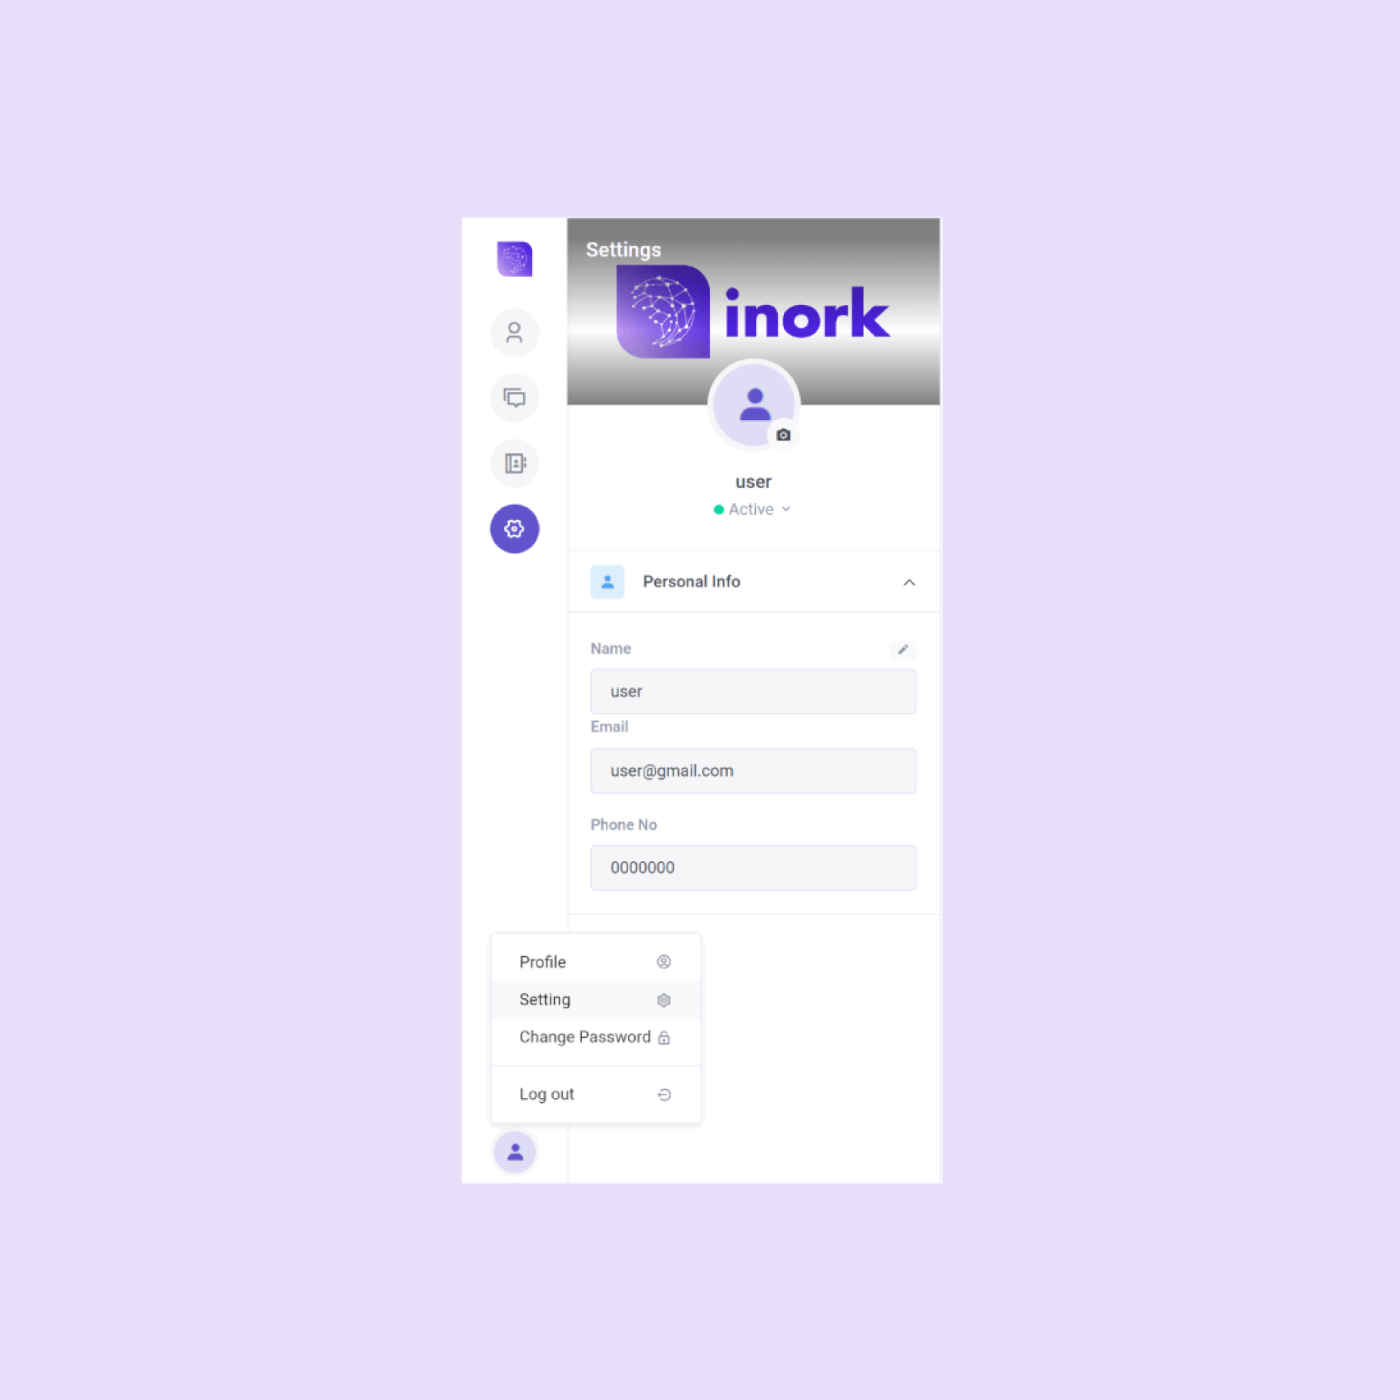 Settings
inork
user
Active
Personal Info
Name
user
Email
user@gmail.com
Phone No
0000000
Profile
Setting
Change Password
Log out